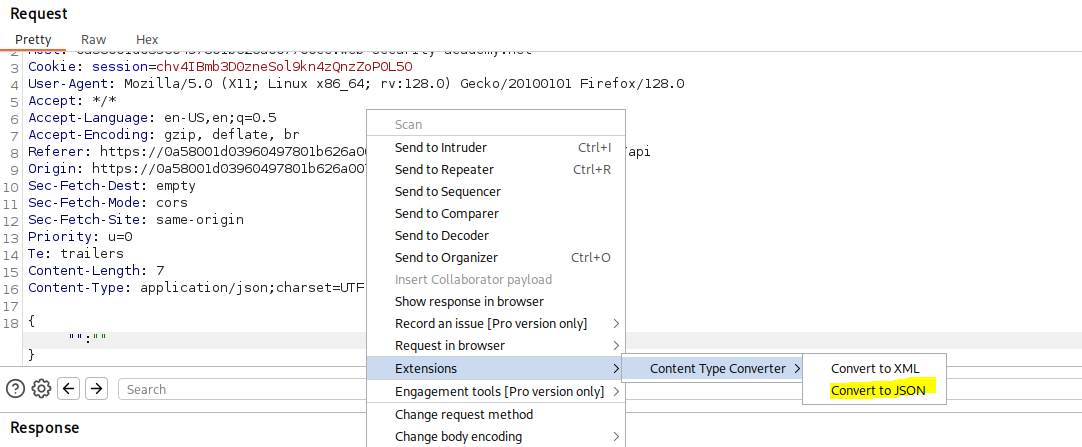 Request
Pretty Raw Hex
3 Cookie: session=chv4IBmb3D0zneSol9kn4zQnzZoP0L5O
4 User-Agent: Mozilla/5.0 (X11; Linux x86_64; rv:128.0) Gecko/20100101 Firefox/128.0
5 Accept: */*
6 Accept-Language: en-US,en;q=0.5
7 Accept-Encoding: gzip, deflate, br
8 Referer: https://0a58001d03960497801b626a00 /api
9 Origin: https://0a58001d03960497801b626a007
10 Sec-Fetch-Dest: empty
11 Sec-Fetch-Mode: cors
12 Sec-Fetch-Site: same-origin
13 Priority: u=0
14 Te: trailers
15 Content-Length: 7
16 Content-Type: application/json;charset=UTF
17
18 {
"":""
}
Scan
Send to Intruder Ctrl+I
Send to Repeater Ctrl+R
Send to Sequencer
Send to Comparer
Send to Decoder
Send to Organizer Ctrl+O
Insert Collaborator payload
Show response in browser
Record an issue [Pro version only]
Request in browser
Extensions
Engagement tools [Pro version only]
Change request method
Change body encoding
Content Type Converter
Convert to XML
Convert to JSON
Search
Response